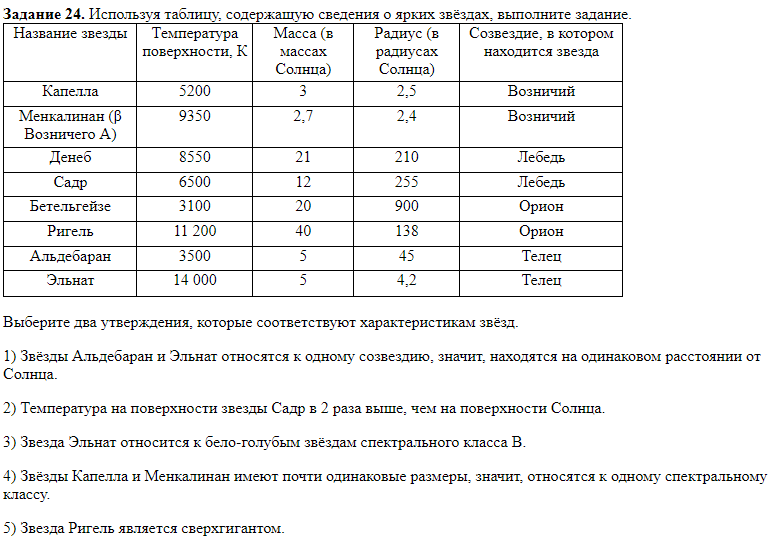 Задание 24. Используя таблицу, содержащую сведения о ярких звёздах, выполните задание.
Название звезды Температура поверхности, К Масса (в массах Солнца) Радиус (в радиусах Солнца) Созвездие, в котором находится звезда
Капелла 5200 3 2,5 Возничий
Менкалинан (β Возничего А) 9350 2,7 2,4 Возничий
Денеб 8550 21 210 Лебедь
Садр 6500 12 255 Лебедь
Бетельгейзе 3100 20 900 Орион
Ригель 11 200 40 138 Орион
Альдебаран 3500 5 45 Телец
Эльнат 14 000 5 4,2 Телец
Выберите два утверждения, которые соответствуют характеристикам звёзд.
1) Звёзды Альдебаран и Эльнат относятся к одному созвездию, значит, находятся на одинаковом расстоянии от
Солнца.
2) Температура на поверхности звезды Садр в 2 раза выше, чем на поверхности Солнца.
3) Звезда Эльнат относится к бело-голубым звёздам спектрального класса B.
4) Звёзды Капелла и Менкалинан имеют почти одинаковые размеры, значит, относятся к одному спектральному
классу.
5) Звезда Ригель является сверхгигантом.